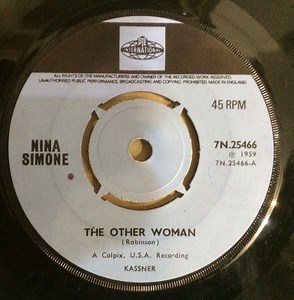 INTERNATIONAL
ALL RIGHTS OF THE MANUFACTURERS AND OWNER OF THE RECORDED WORK RESERVED.
UNAUTHORISED PUBLIC PERFORMANCE, BROADCASTING AND COPYING PROHIBITED MADE IN ENGLAND
45 RPM
NINA
SIMONE
7N.25466
℗ 1959
7N.25466-A
THE OTHER WOMAN
(Robinson)
A Colpix, U.S.A. Recording
KASSNER